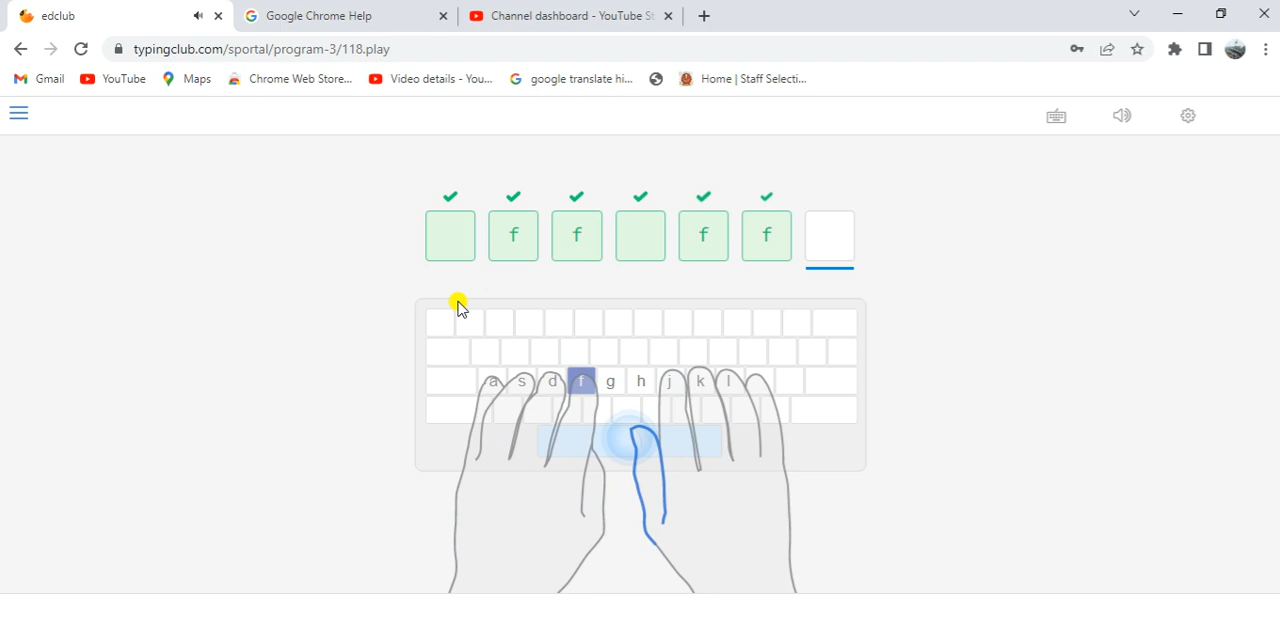 edclub
Google Chrome Help
Channel dashboard - YouTube St
typingclub.com/sportal/program-3/118.play
Gmail YouTube Maps Chrome Web Store... Video details - You... google translate hi... Home | Staff Selecti...
f f f f
a s d f g h j k l